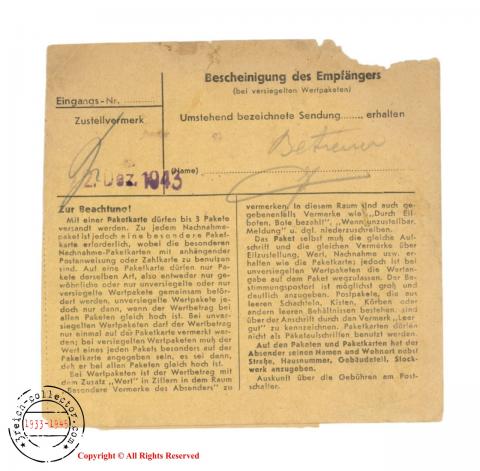 Bescheinigung des Empfängers
(bei versiegelten Wertpaketen)
Eingangs-Nr. ............
Zustellvermerk
Umstehend bezeichnete Sendung....... erhalten
(Name)
2. Dez. 1943
Zur Beachtung!
Mit einer Paketkarte dürfen bis 3 Pakete
versandt werden. Zu jedem Nachnahme-
paket ist jedoch eine besondere Paket-
karte erforderlich, wobei die besonderen
Nachnahme-Paketkarten mit anhängender
Postanweisung oder Zahlkarte zu benutzen
sind. Auf eine Paketkarte dürfen nur Pa-
kete derselben Art, also entweder nur ge-
wöhnliche oder nur unversiegelte oder nur
versiegelte Wertpakete gemeinsam beför-
dert werden, unversiegelte Wertpakete je-
doch nur dann, wenn der Wertbetrag bei
allen Paketen gleich hoch ist. Bei unver-
siegelten Wertpaketen darf der Wertbetrag
nur einmal auf der Paketkarte vermerkt wer-
den; bei versiegelten Wertpaketen muß der
Wert eines jeden Pakets besonders auf der
Paketkarte angegeben sein, es sei denn,
daß er bei allen Paketen gleich hoch ist.
Bei Wertpaketen ist der Wertbetrag mit
dem Zusatz „Wert" in Ziffern in dem Raum
„Besondere Vermerke des Absenders" zu
vermerken. In diesem Raum sind auch ge-
gebenenfalls Vermerke wie „Durch Eil-
boten, Bote bezahlt", „Wenn unzustellbar,
Meldung" u. dgl. niederzuschreiben.
Das Paket selbst muß die gleiche Auf-
schrift und die gleichen Vermerke über
Eilzustellung, Wert, Nachnahme usw. er-
halten wie die Paketkarte; jedoch ist bei
unversiegelten Wertpaketen die Wertan-
gabe auf dem Paket wegzulassen. Der Be-
stimmungspostort ist möglichst groß und
deutlich anzugeben. Postpakete, die aus
leeren Schachteln, Kisten, Körben oder
andern leeren Behältnissen bestehen, sind
über der Anschrift durch den Vermerk „Leer-
gut" zu kennzeichnen. Paketkarten dürfen
nicht als Paketaufschriften benutzt werden.
Auf den Paketen und Paketkarten hat der
Absender seinen Namen und Wohnort nebst
Straße, Hausnummer, Gebäudeteil, Stock-
werk anzugeben.
Auskunft über die Gebühren am Post-
schalter.
3reich-collector.com
1933-1945
Copyright © All Rights Reserved